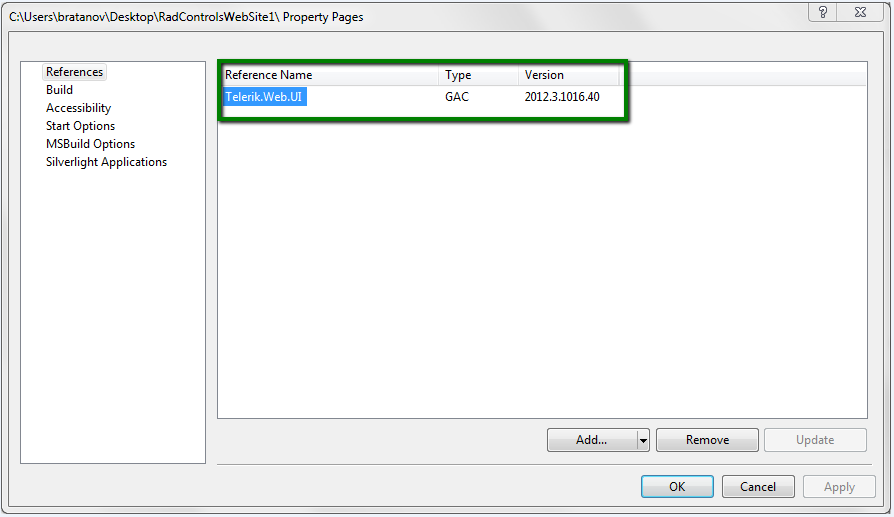 C:\Users\bratanov\Desktop\RadControlsWebSite1\ Property Pages
References
Build
Accessibility
Start Options
MSBuild Options
Silverlight Applications
Reference Name Type Version
Telerik.Web.UI GAC 2012.3.1016.40
Add... Remove Update
OK Cancel Apply